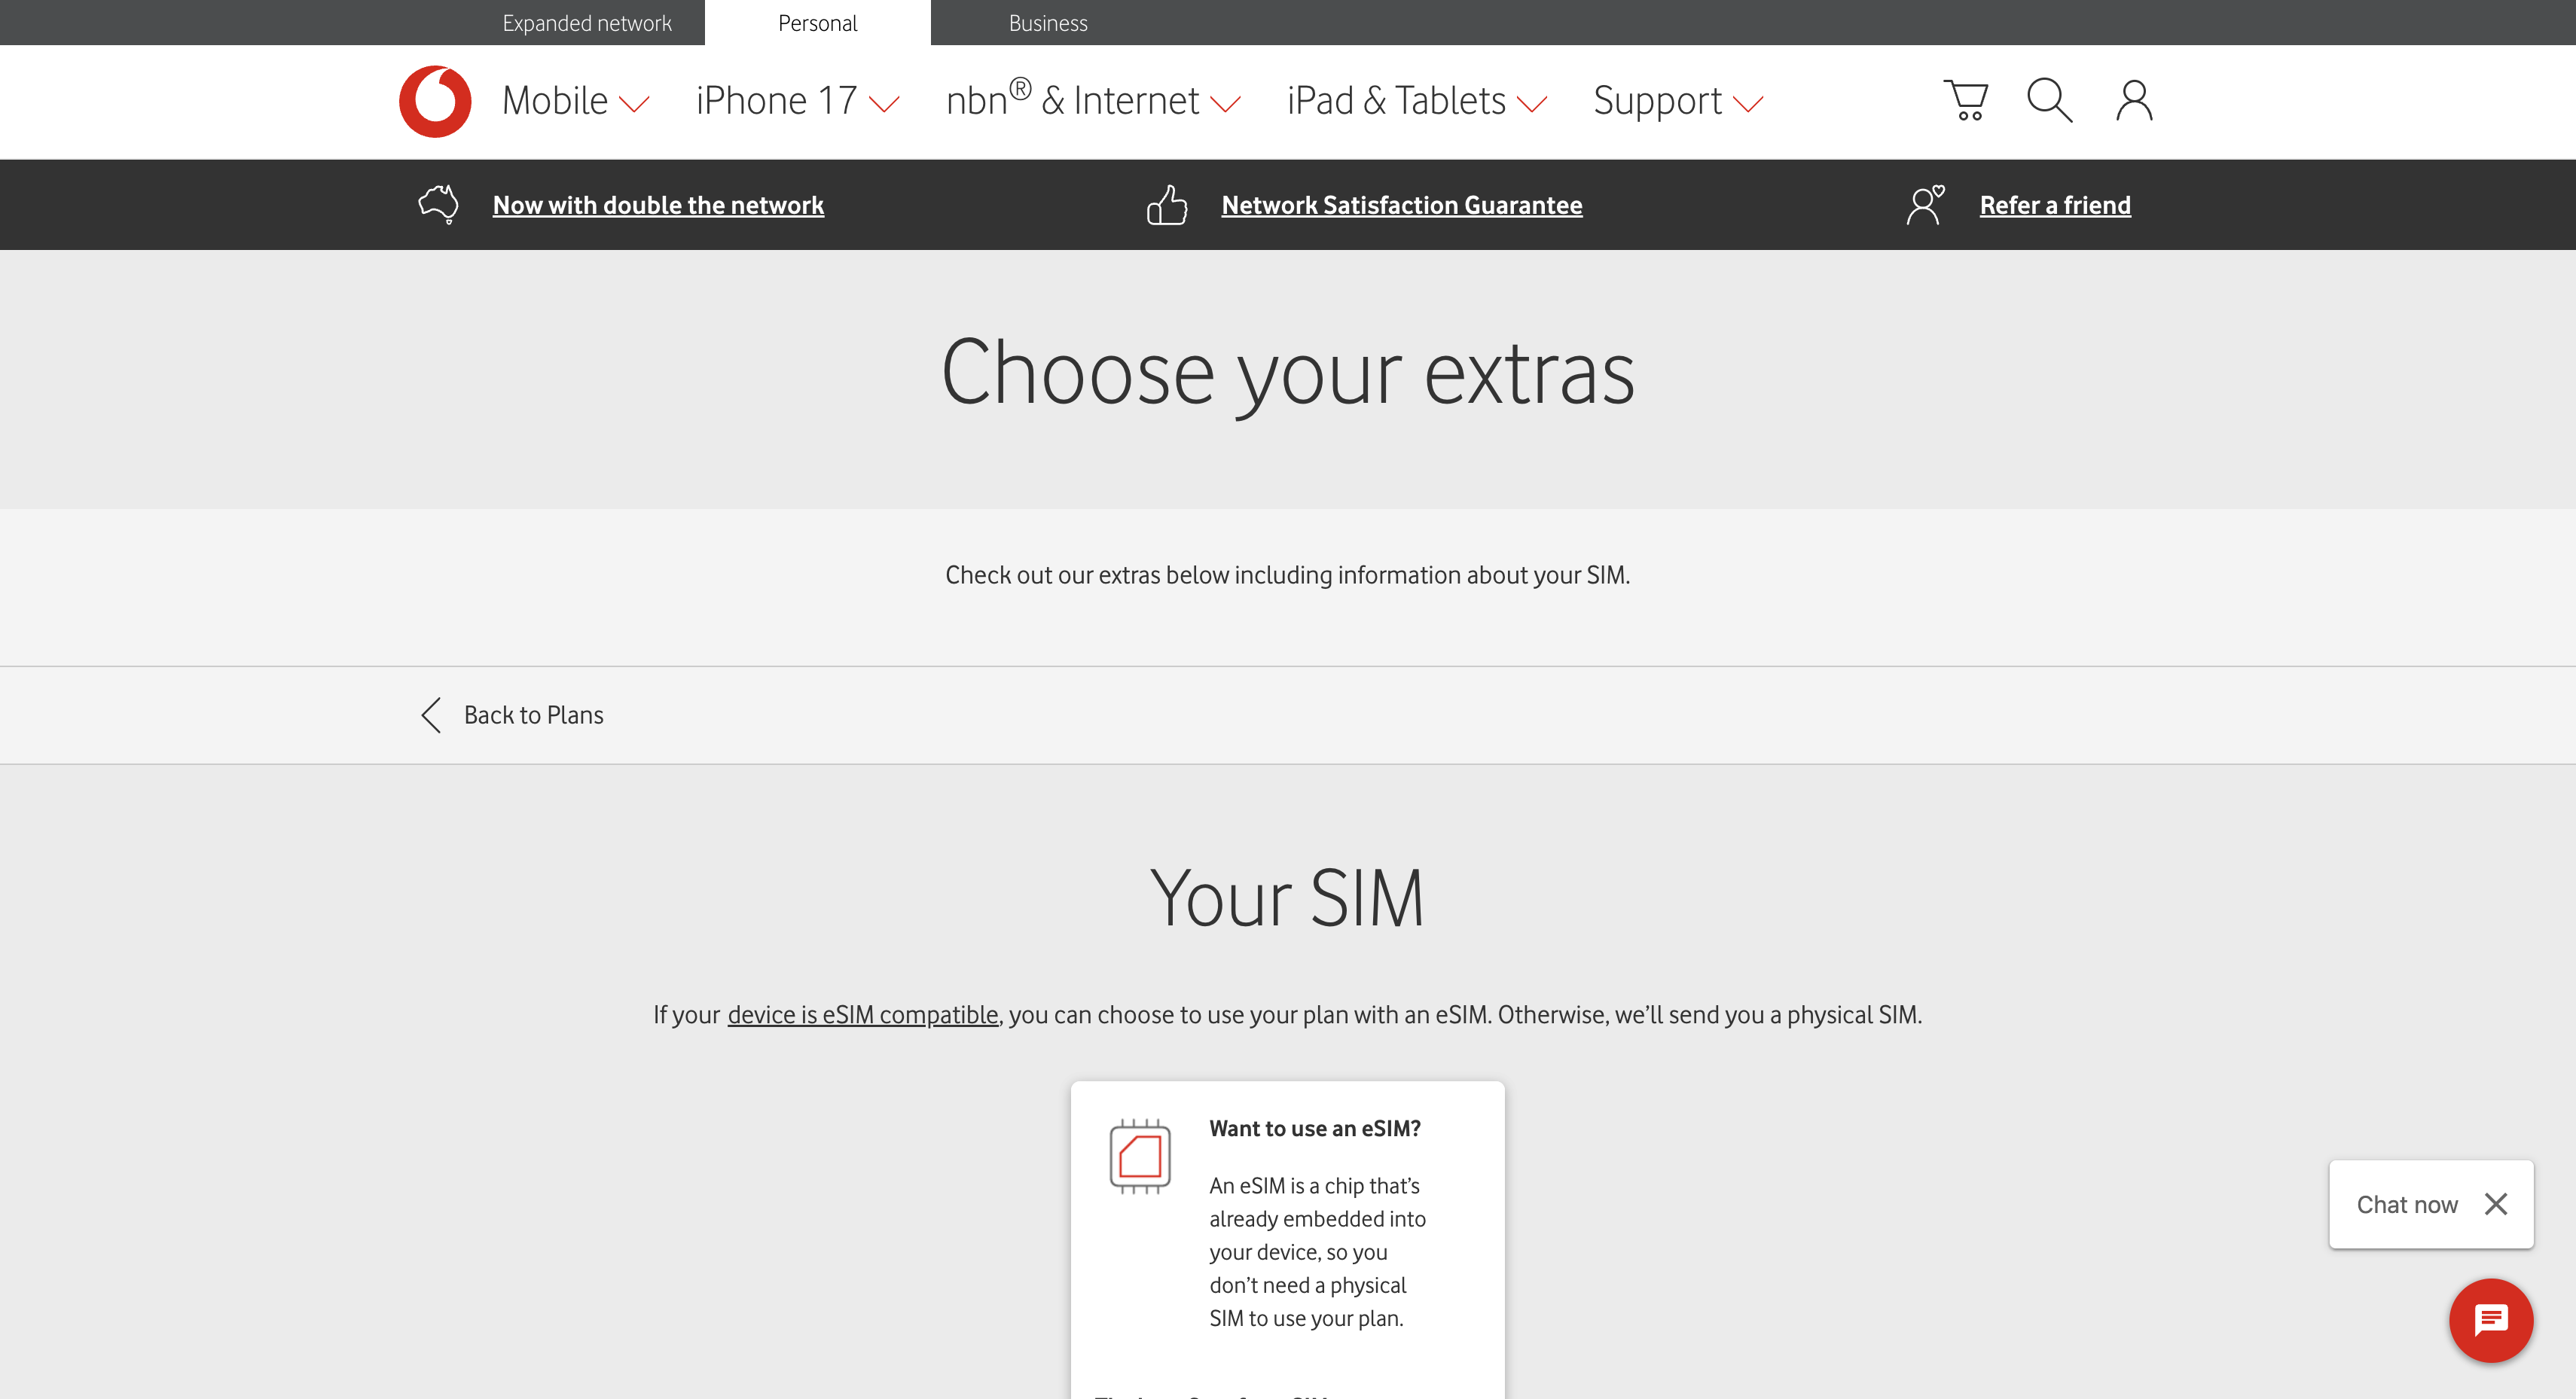 Expanded network
Personal
Business
Mobile
iPhone 17
nbn® & Internet
iPad & Tablets
Support
Now with double the network
Network Satisfaction Guarantee
Refer a friend
Choose your extras
Check out our extras below including information about your SIM.
Back to Plans
Your SIM
If your device is eSIM compatible, you can choose to use your plan with an eSIM. Otherwise, we’ll send you a physical SIM.
Want to use an eSIM?
An eSIM is a chip that’s
already embedded into
your device, so you
don’t need a physical
SIM to use your plan.
Chat now